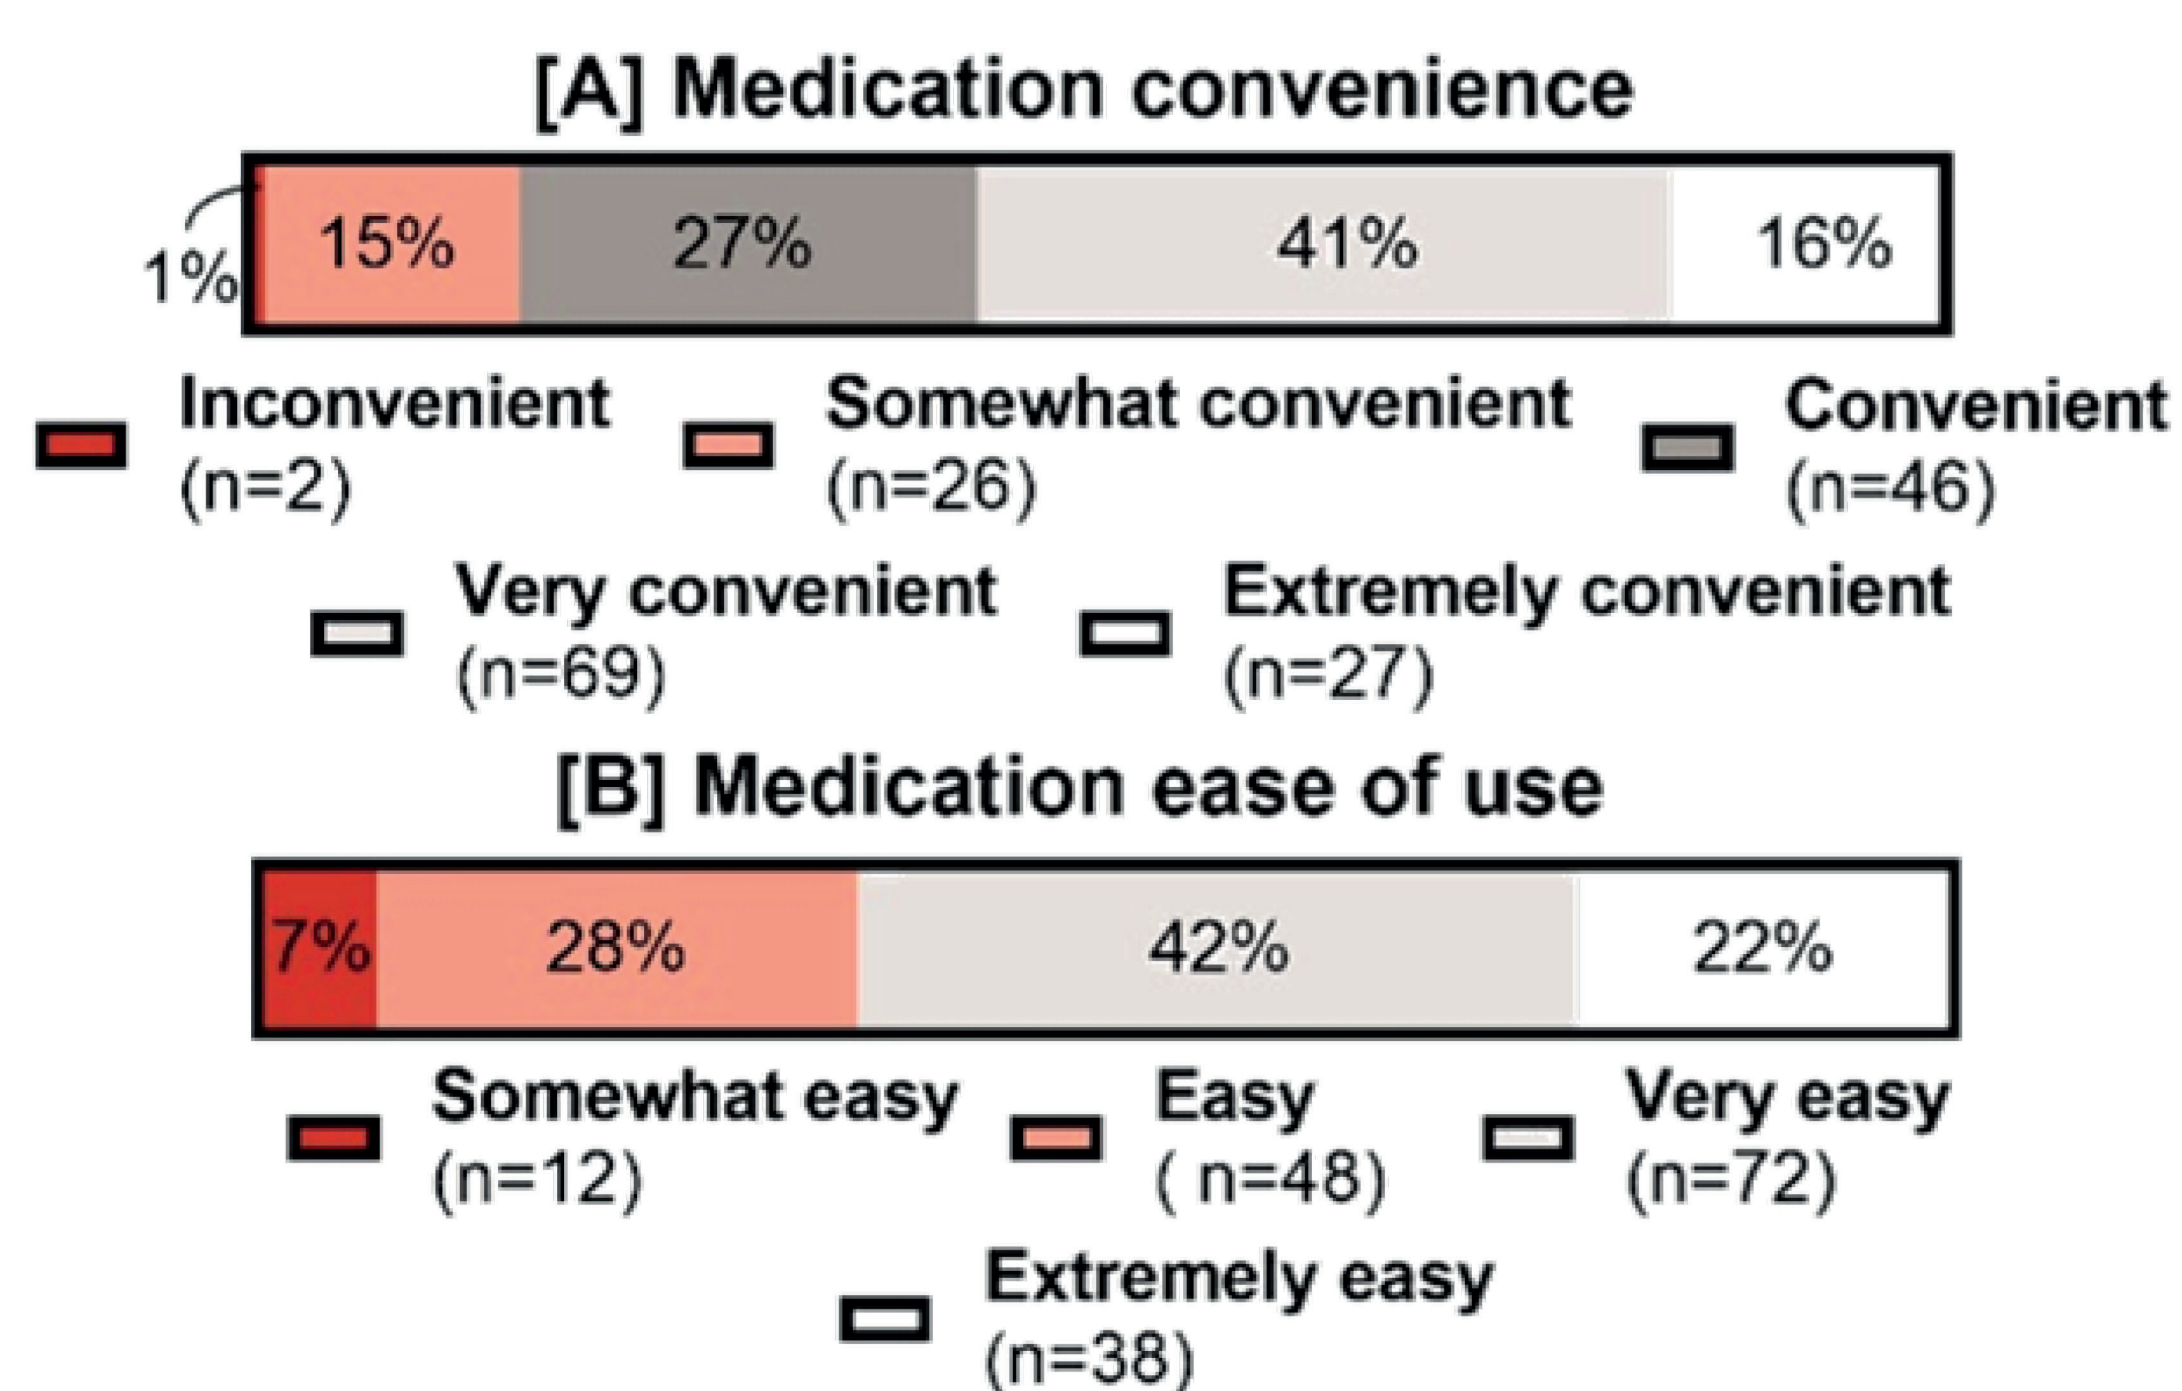 [A] Medication convenience
1% 15% 27% 41% 16%
Inconvenient Somewhat convenient Convenient
(n=2) (n=26) (n=46)
Very convenient Extremely convenient
(n=69) (n=27)
[B] Medication ease of use
7% 28% 42% 22%
Somewhat easy Easy Very easy
(n=12) ( n=48) (n=72)
Extremely easy
(n=38)